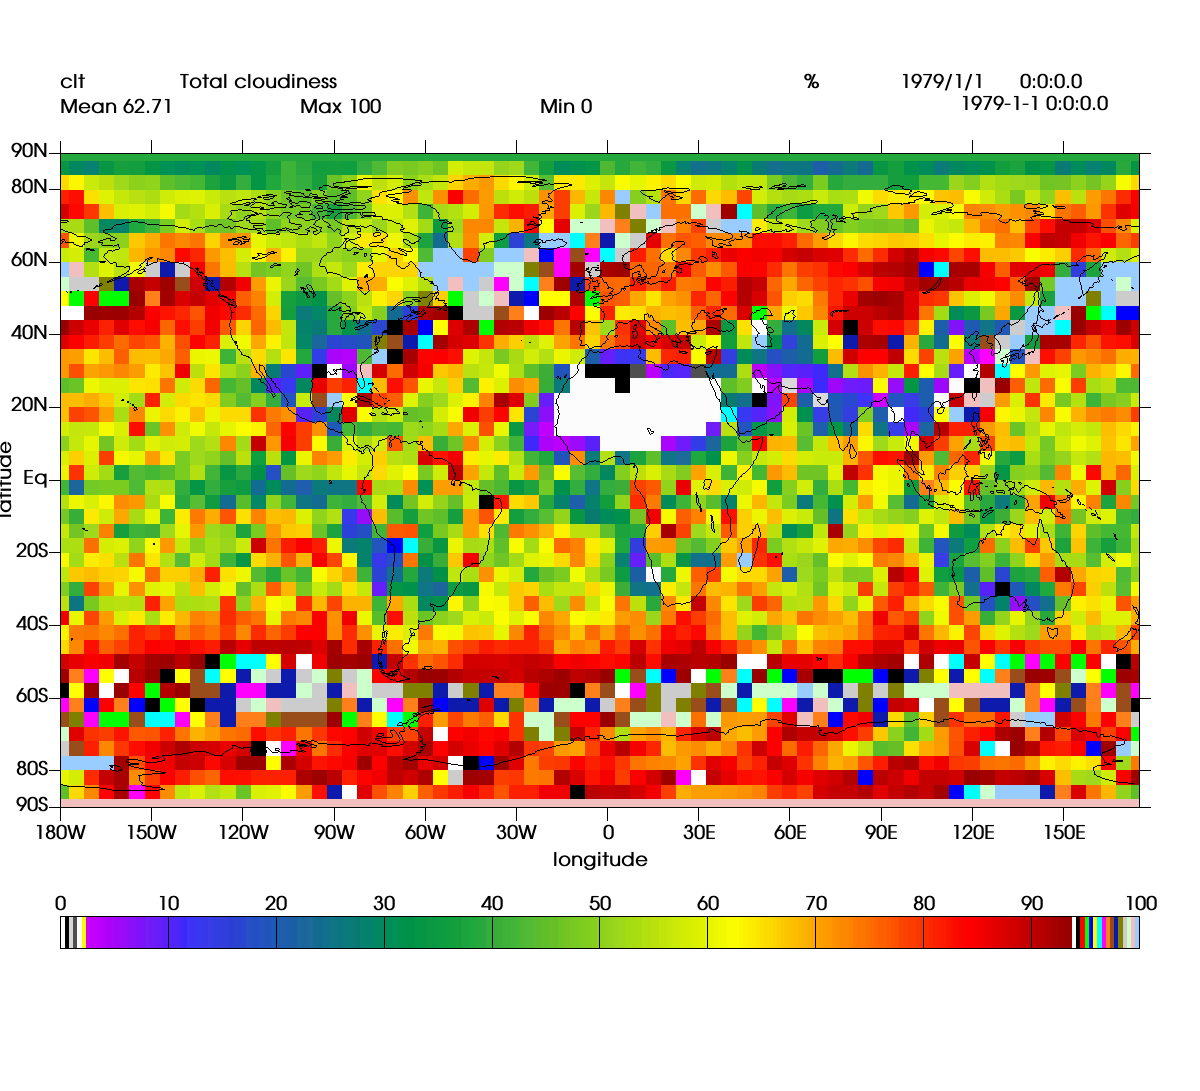 clt Total cloudiness % 1979/1/1 0:0:0.0
Mean 62.71 Max 100 Min 0 1979-1-1 0:0:0.0
90N
80N
60N
40N
20N
Eq
20S
40S
60S
80S
90S
latitude
180W 150W 120W 90W 60W 30W 0 30E 60E 90E 120E 150E
longitude
0 10 20 30 40 50 60 70 80 90 100